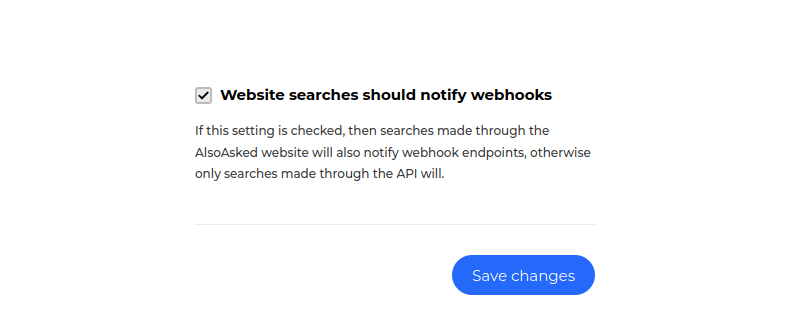 Website searches should notify webhooks
If this setting is checked, then searches made through the
AlsoAsked website will also notify webhook endpoints, otherwise
only searches made through the API will.
Save changes